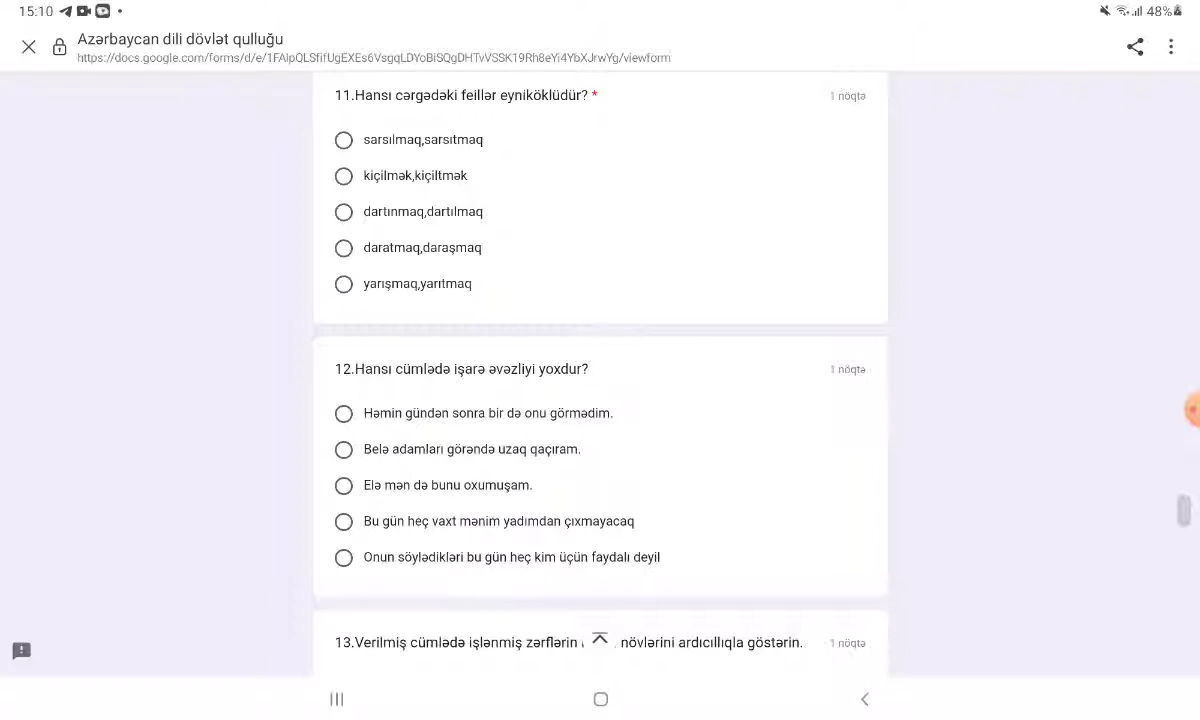 15:10
48%
Azərbaycan dili dövlət qulluğu
https://docs.google.com/forms/d/e/1FAIpQLSfifUgEXEs6VsgqLDYoBiSQgDHTvVSSK19Rh8eYi4YbXJrwYg/viewform
11.Hansı cərgədəki feillər eyniköklüdür? *
1 nöqtə
sarsılmaq,sarsıtmaq
kiçilmək,kiçiltmək
dartınmaq,dartılmaq
daratmaq,daraşmaq
yarışmaq,yarıtmaq
12.Hansı cümlədə işarə əvəzliyi yoxdur?
1 nöqtə
Həmin gündən sonra bir də onu görmədim.
Belə adamları görəndə uzaq qaçıram.
Elə mən də bunu oxumuşam.
Bu gün heç vaxt mənim yadımdan çıxmayacaq
Onun söylədikləri bu gün heç kim üçün faydalı deyil
13.Verilmiş cümlədə işlənmiş zərflərin növlərini ardıcıllıqla göstərin.
1 nöqtə